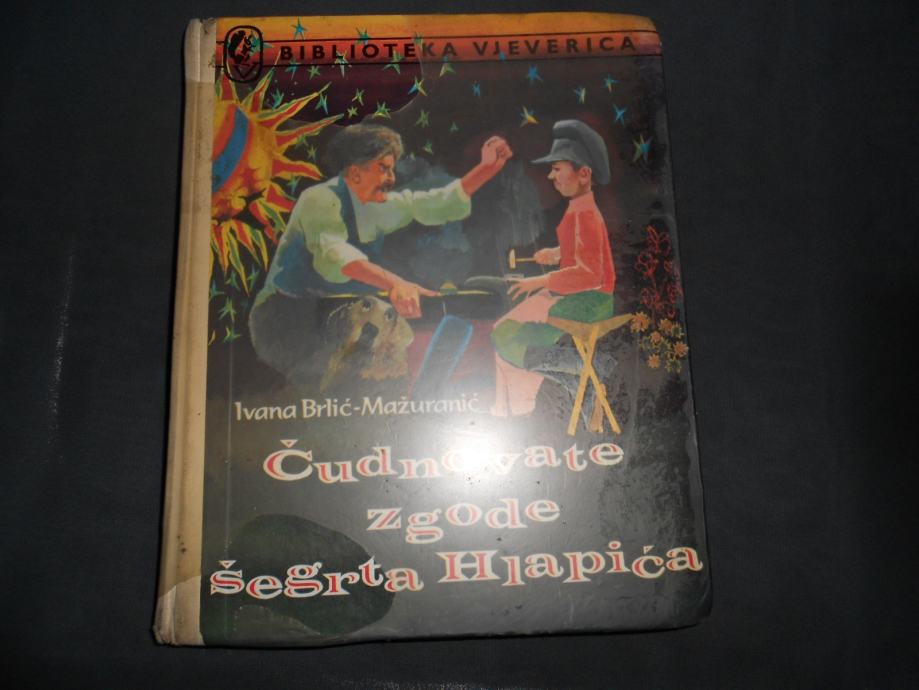 BIBLIOTEKA VJEVERICA
Ivana Brlić-Mažuranić
Čudnovate
zgode
šegrta Hlapića